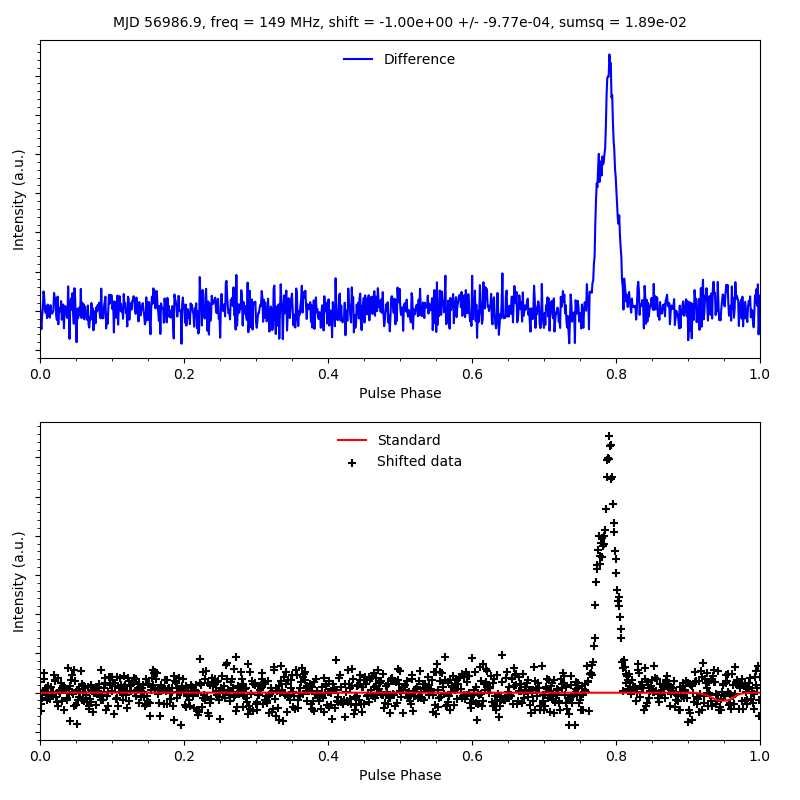 MJD 56986.9, freq = 149 MHz, shift = -1.00e+00 +/- -9.77e-04, sumsq = 1.89e-02
Difference
Intensity (a.u.)
0.0 0.2 0.4 0.6 0.8 1.0
Pulse Phase
Standard
Shifted data
Intensity (a.u.)
0.0 0.2 0.4 0.6 0.8 1.0
Pulse Phase